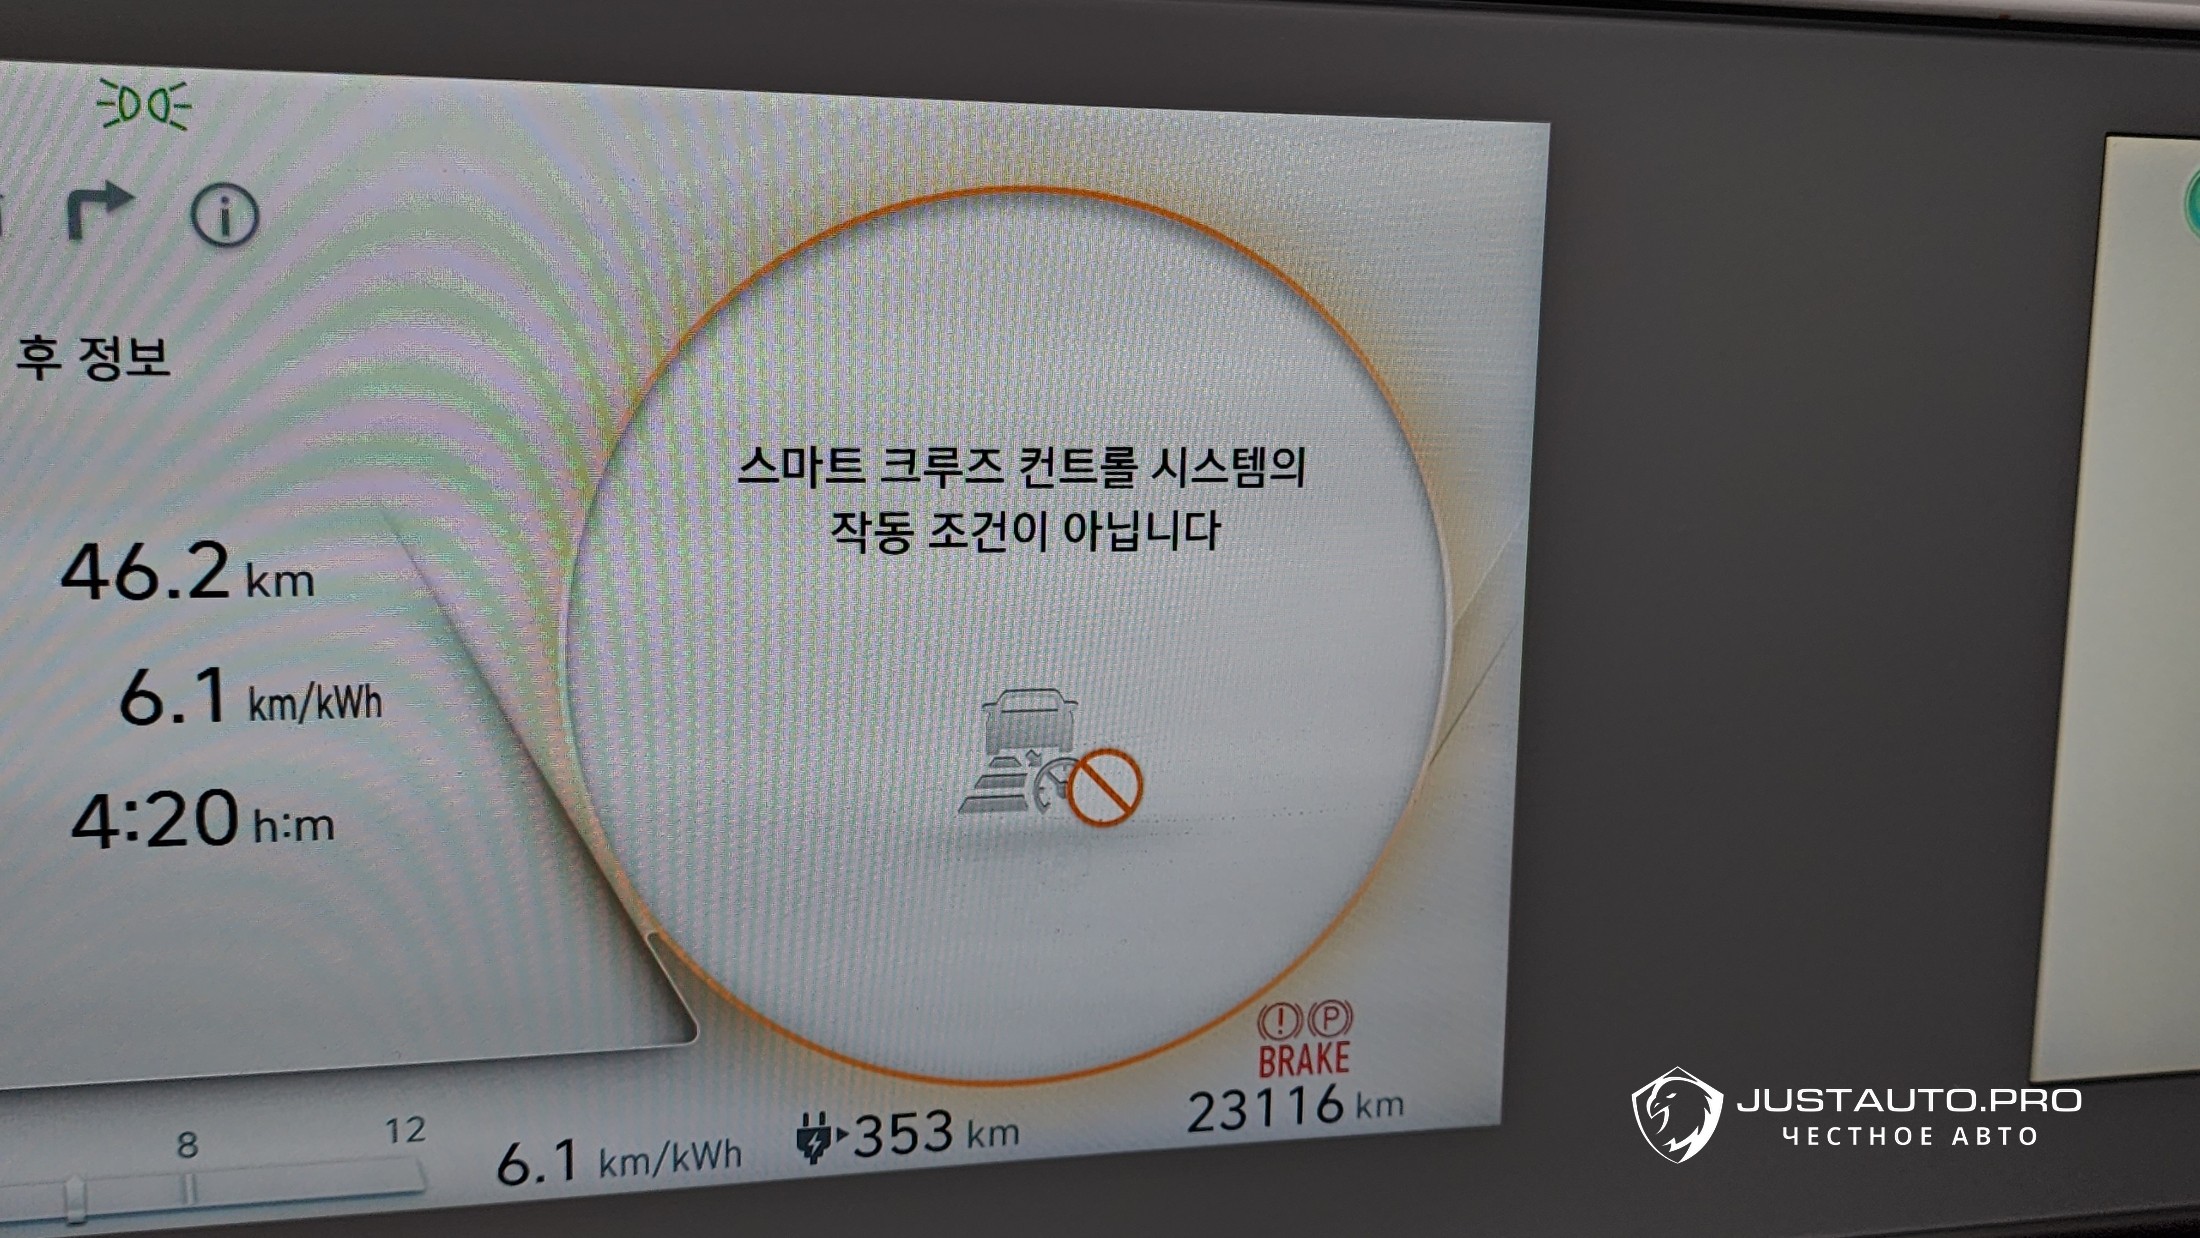 후 정보
46.2 km
6.1 km/kWh
4:20 h:m
스마트 크루즈 컨트롤 시스템의
작동 조건이 아닙니다
P
BRAKE
8
12
6.1 km/kWh
353 km
23116 km
JUSTAUTO.PRO
ЧЕСТНОЕ АВТО